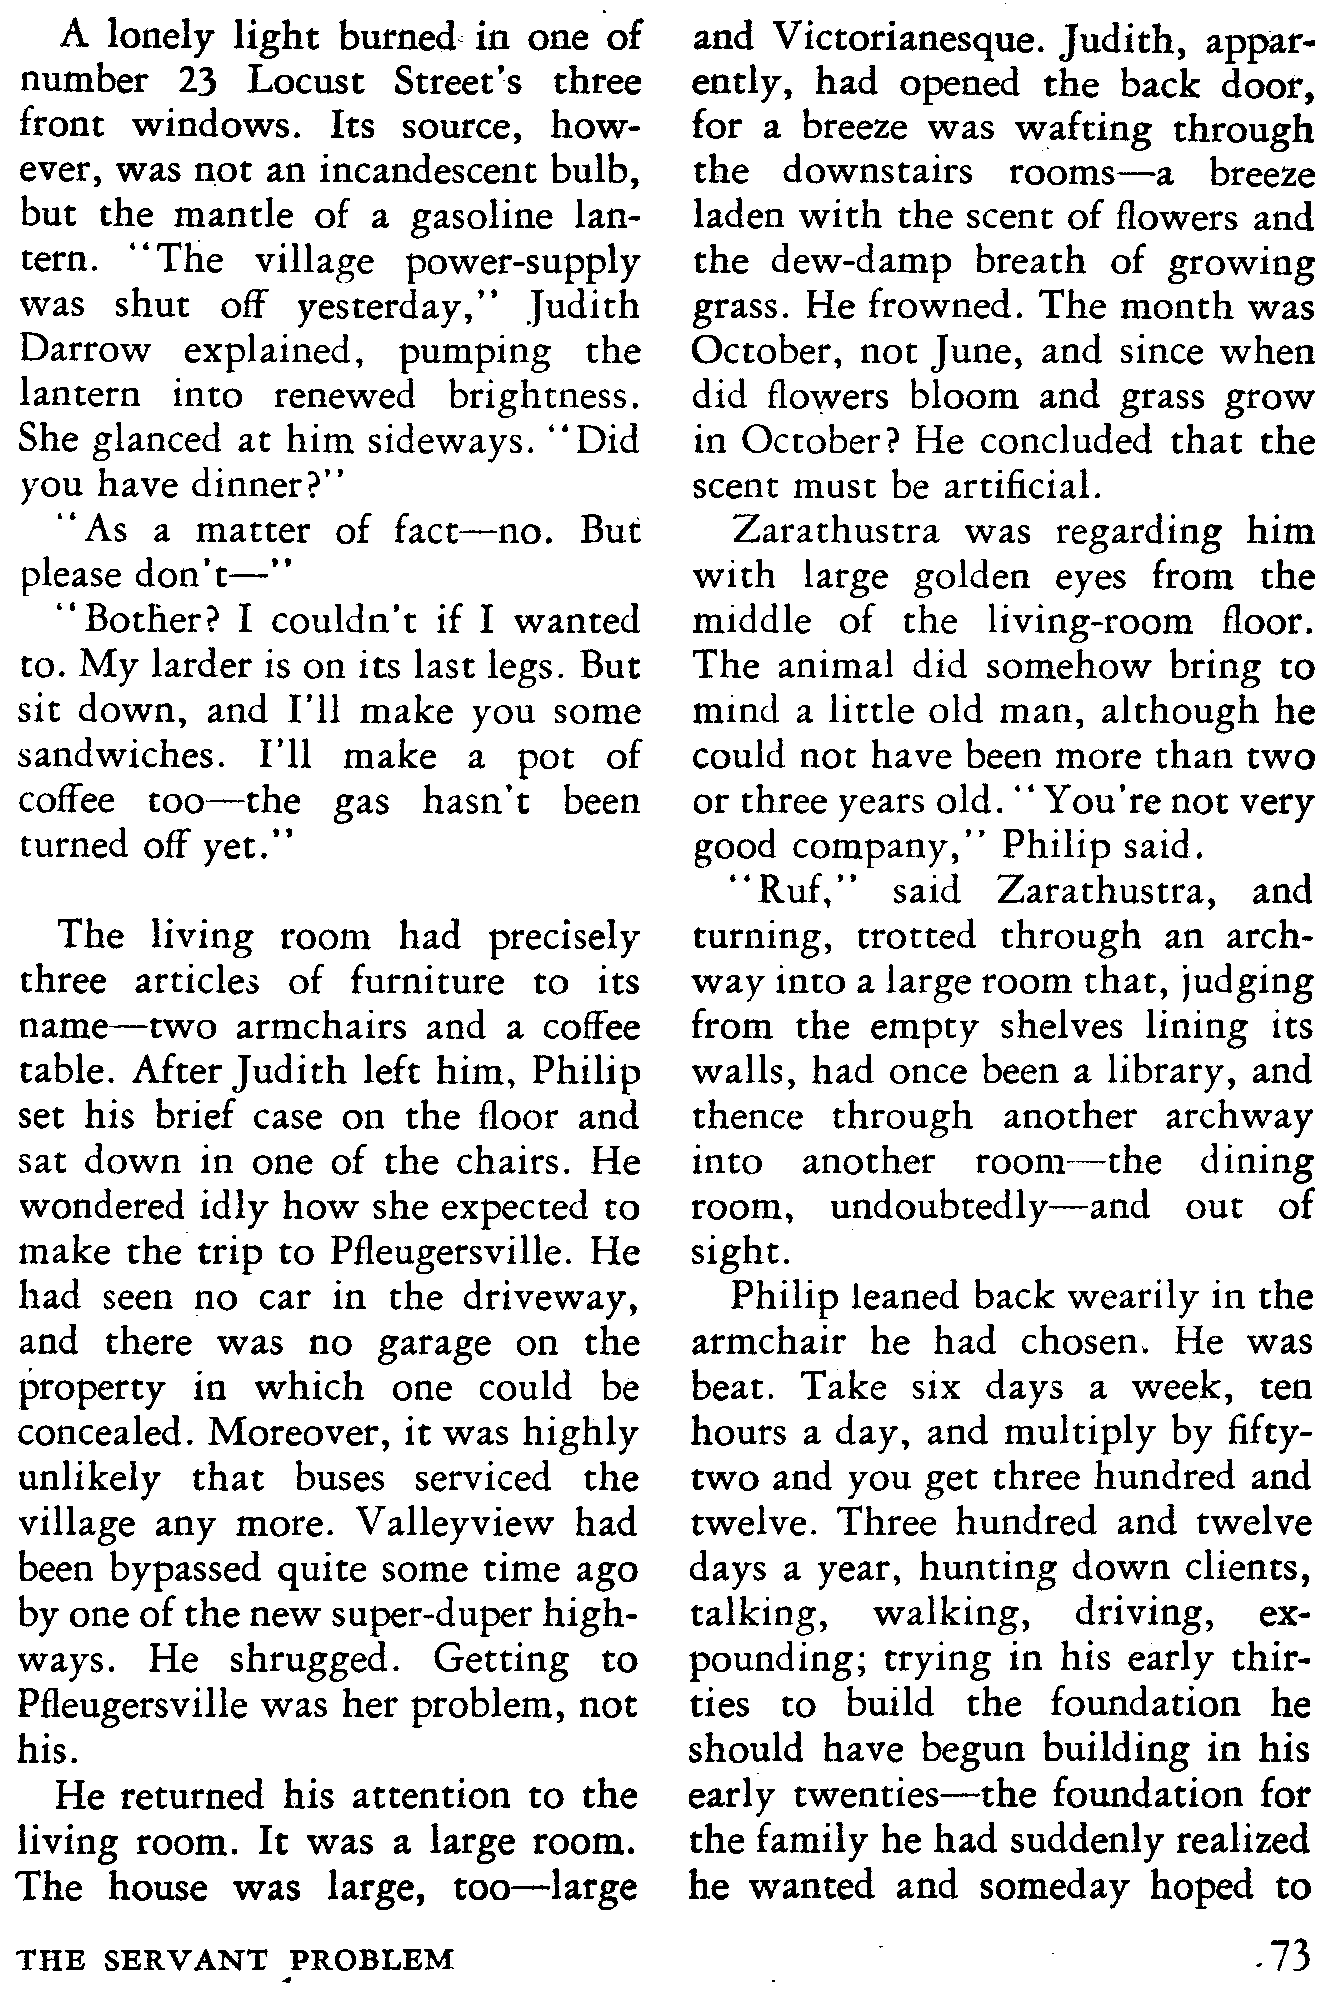 A lonely light burned in one of
number 23 Locust Street's three
front windows. Its source, how-
ever, was not an incandescent bulb,
but the mantle of a gasoline lan-
tern. "The village power-supply
was shut off yesterday," Judith
Darrow explained, pumping the
lantern into renewed brightness.
She glanced at him sideways. "Did
you have dinner?"
"As a matter of fact—no. But
please don't—"
"Bother? I couldn't if I wanted
to. My larder is on its last legs. But
sit down, and I'll make you some
sandwiches. I'll make a pot of
coffee too—the gas hasn't been
turned off yet."
The living room had precisely
three articles of furniture to its
name—two armchairs and a coffee
table. After Judith left him, Philip
set his brief case on the floor and
sat down in one of the chairs. He
wondered idly how she expected to
make the trip to Pfleugersville. He
had seen no car in the driveway,
and there was no garage on the
property in which one could be
concealed. Moreover, it was highly
unlikely that buses serviced the
village any more. Valleyview had
been bypassed quite some time ago
by one of the new super-duper high-
ways. He shrugged. Getting to
Pfleugersville was her problem, not
his.
He returned his attention to the
living room. It was a large room.
The house was large, too—large
and Victorianesque. Judith, appar-
ently, had opened the back door,
for a breeze was wafting through
the downstairs rooms—a breeze
laden with the scent of flowers and
the dew-damp breath of growing
grass. He frowned. The month was
October, not June, and since when
did flowers bloom and grass grow
in October? He concluded that the
scent must be artificial.
Zarathustra was regarding him
with large golden eyes from the
middle of the living-room floor.
The animal did somehow bring to
mind a little old man, although he
could not have been more than two
or three years old. "You're not very
good company," Philip said.
"Ruf," said Zarathustra, and
turning, trotted through an arch-
way into a large room that, judging
from the empty shelves lining its
walls, had once been a library, and
thence through another archway
into another room—the dining
room, undoubtedly—and out of
sight.
Philip leaned back wearily in the
armchair he had chosen. He was
beat. Take six days a week, ten
hours a day, and multiply by fifty-
two and you get three hundred and
twelve. Three hundred and twelve
days a year, hunting down clients,
talking, walking, driving, ex-
pounding; trying in his early thir-
ties to build the foundation he
should have begun building in his
early twenties—the foundation for
the family he had suddenly realized
he wanted and someday hoped to
THE SERVANT PROBLEM
73